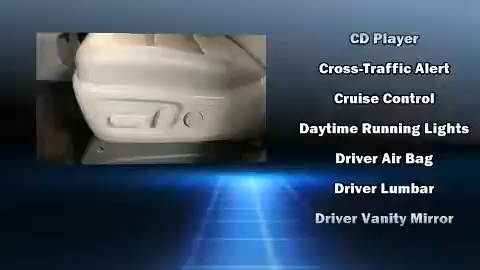 CD Player
Cross-Traffic Alert
Cruise Control
Daytime Running Lights
Driver Air Bag
Driver Lumbar
Driver Vanity Mirror